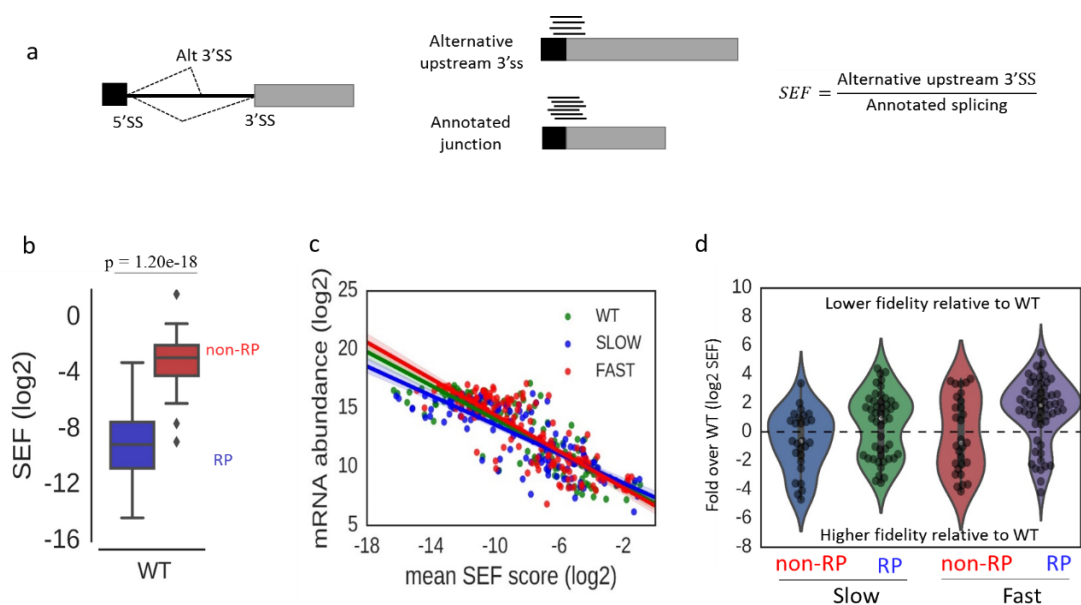 a
Alt 3'SS
5'SS
3'SS
Alternative
upstream 3'ss
Annotated
junction
SEF = Alternative upstream 3'SS
Annotated splicing
b
p = 1.20e-18
SEF (log2)
0
-4
-8
-12
-16
non-RP
RP
WT
c
mRNA abundance (log2)
25
20
15
10
5
WT
SLOW
FAST
-18
-14
-10
-6
-2
mean SEF score (log2)
d
Fold over WT (log2 SEF)
10
8
6
4
2
0
-2
-4
-6
-8
Lower fidelity relative to WT
Higher fidelity relative to WT
non-RP
RP
non-RP
RP
Slow
Fast